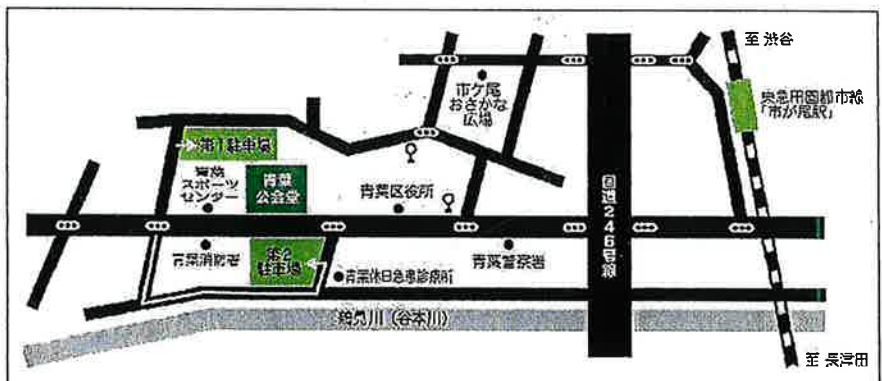 至 渋谷
市ケ尾
おさかな
広場
東急田園都市線
「市が尾駅」
第1駐車場
青葉
スポーツ
センター
青葉
公会堂
青葉区役所
国道246号線
青葉消防署
第2
駐車場
青葉休日急患診療所
青葉警察署
鶴見川（谷本川）
至 長津田